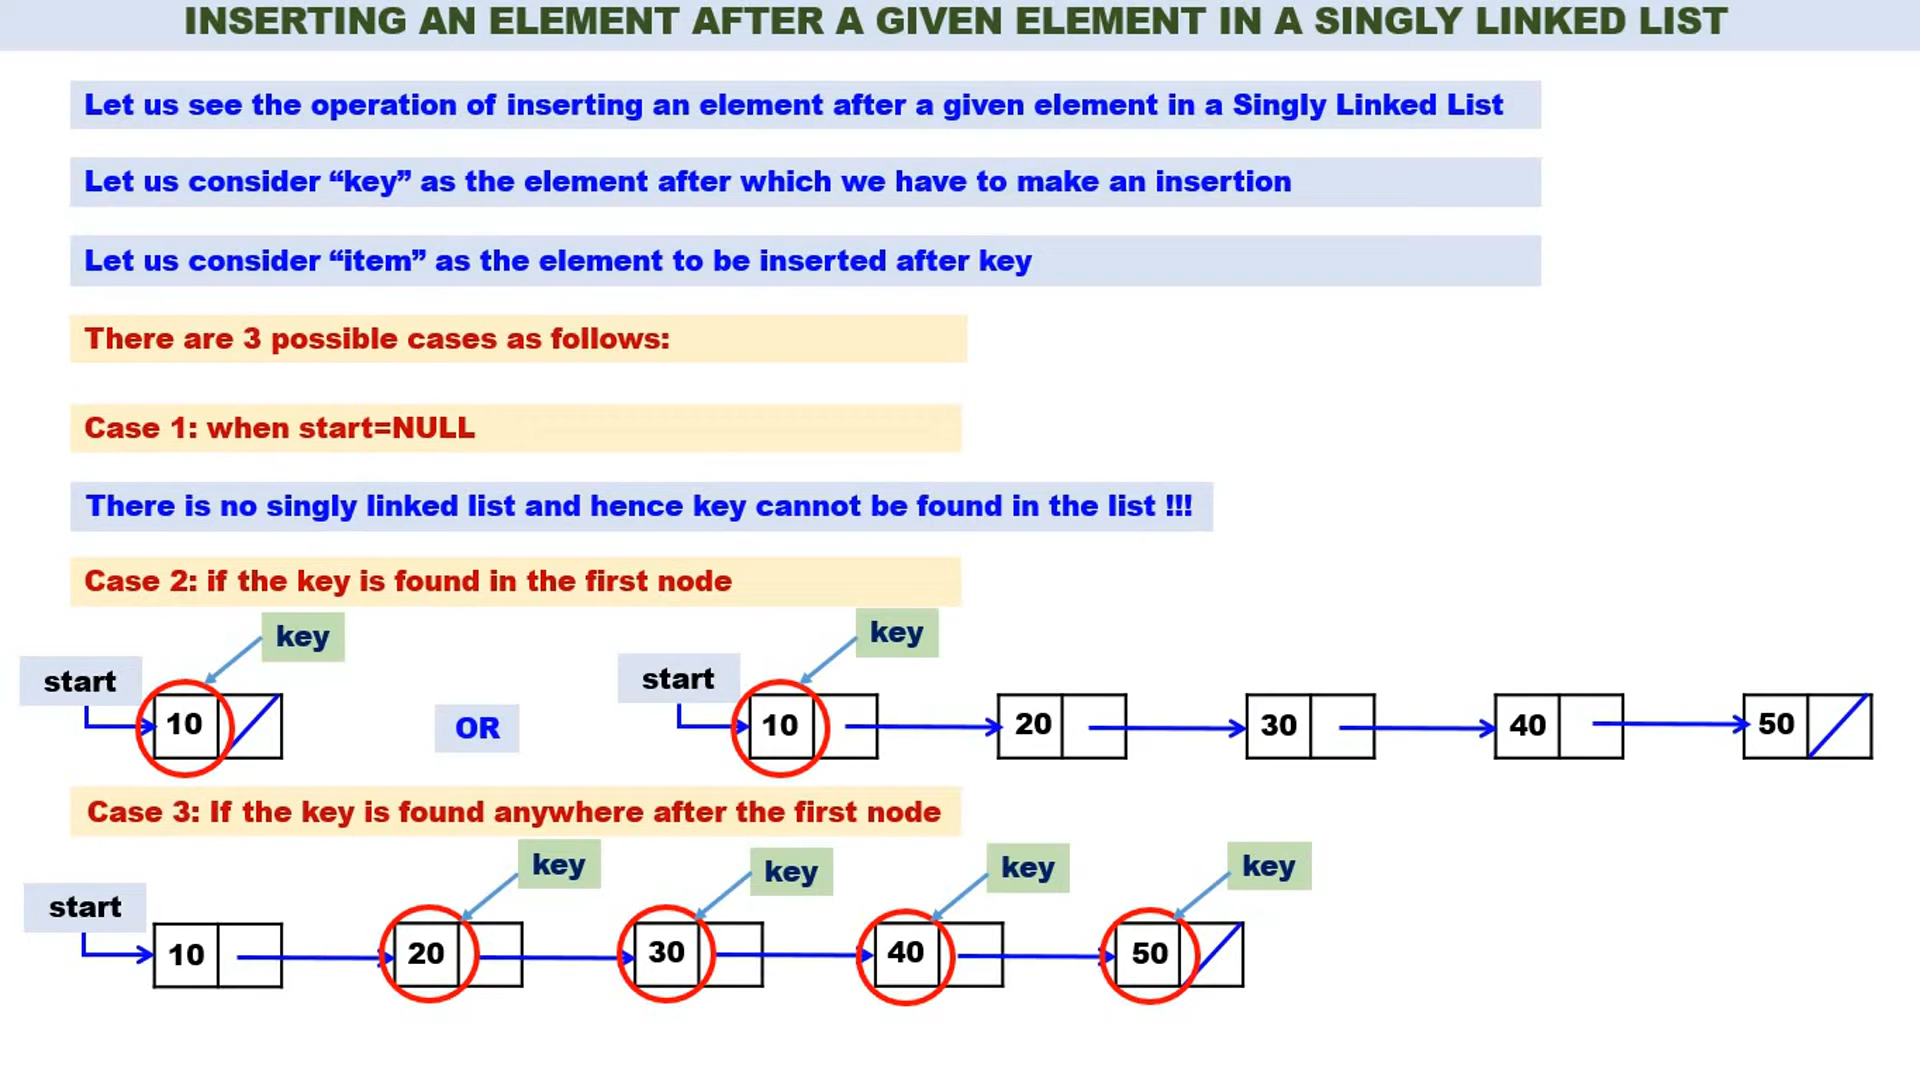 INSERTING AN ELEMENT AFTER A GIVEN ELEMENT IN A SINGLY LINKED LIST
Let us see the operation of inserting an element after a given element in a Singly Linked List
Let us consider “key” as the element after which we have to make an insertion
Let us consider “item” as the element to be inserted after key
There are 3 possible cases as follows:
Case 1: when start=NULL
There is no singly linked list and hence key cannot be found in the list !!!
Case 2: if the key is found in the first node
key key
start start
10 OR 10 20 30 40 50
Case 3: If the key is found anywhere after the first node
key key key key
start
10 20 30 40 50